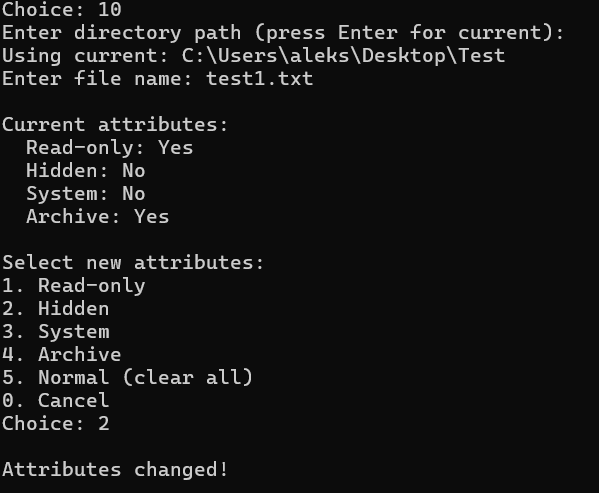 Choice: 10
Enter directory path (press Enter for current):
Using current: C:\Users\aleks\Desktop\Test
Enter file name: test1.txt

Current attributes:
  Read-only: Yes
  Hidden: No
  System: No
  Archive: Yes

Select new attributes:
1. Read-only
2. Hidden
3. System
4. Archive
5. Normal (clear all)
0. Cancel
Choice: 2

Attributes changed!